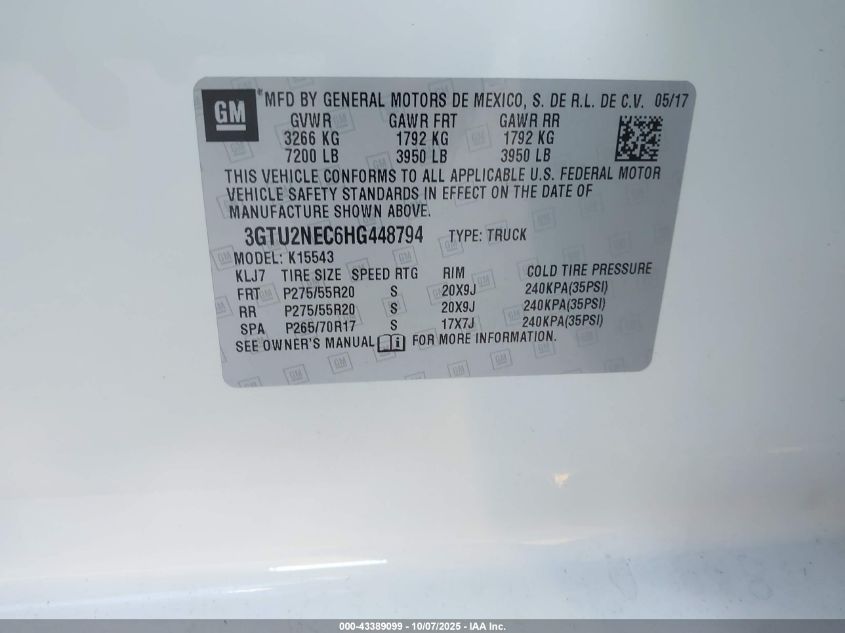 GM * MFD BY GENERAL MOTORS DE MEXICO, S. DE R.L. DE C.V. 05/17
GVWR GAWR FRT GAWR RR
3266 KG 1792 KG 1792 KG
7200 LB 3950 LB 3950 LB
THIS VEHICLE CONFORMS TO ALL APPLICABLE U.S. FEDERAL MOTOR
VEHICLE SAFETY STANDARDS IN EFFECT ON THE DATE OF
MANUFACTURE SHOWN ABOVE.
3GTU2NEC6HG448794 TYPE: TRUCK
MODEL: K15543
KLJ7 TIRE SIZE SPEED RTG RIM COLD TIRE PRESSURE
FRT P275/55R20 S 20X9J 240KPA(35PSI)
RR P275/55R20 S 20X9J 240KPA(35PSI)
SPA P265/70R17 S 17X7J 240KPA(35PSI)
SEE OWNER'S MANUAL i FOR MORE INFORMATION.
000-43389099 - 10/07/2025 - IAA Inc.